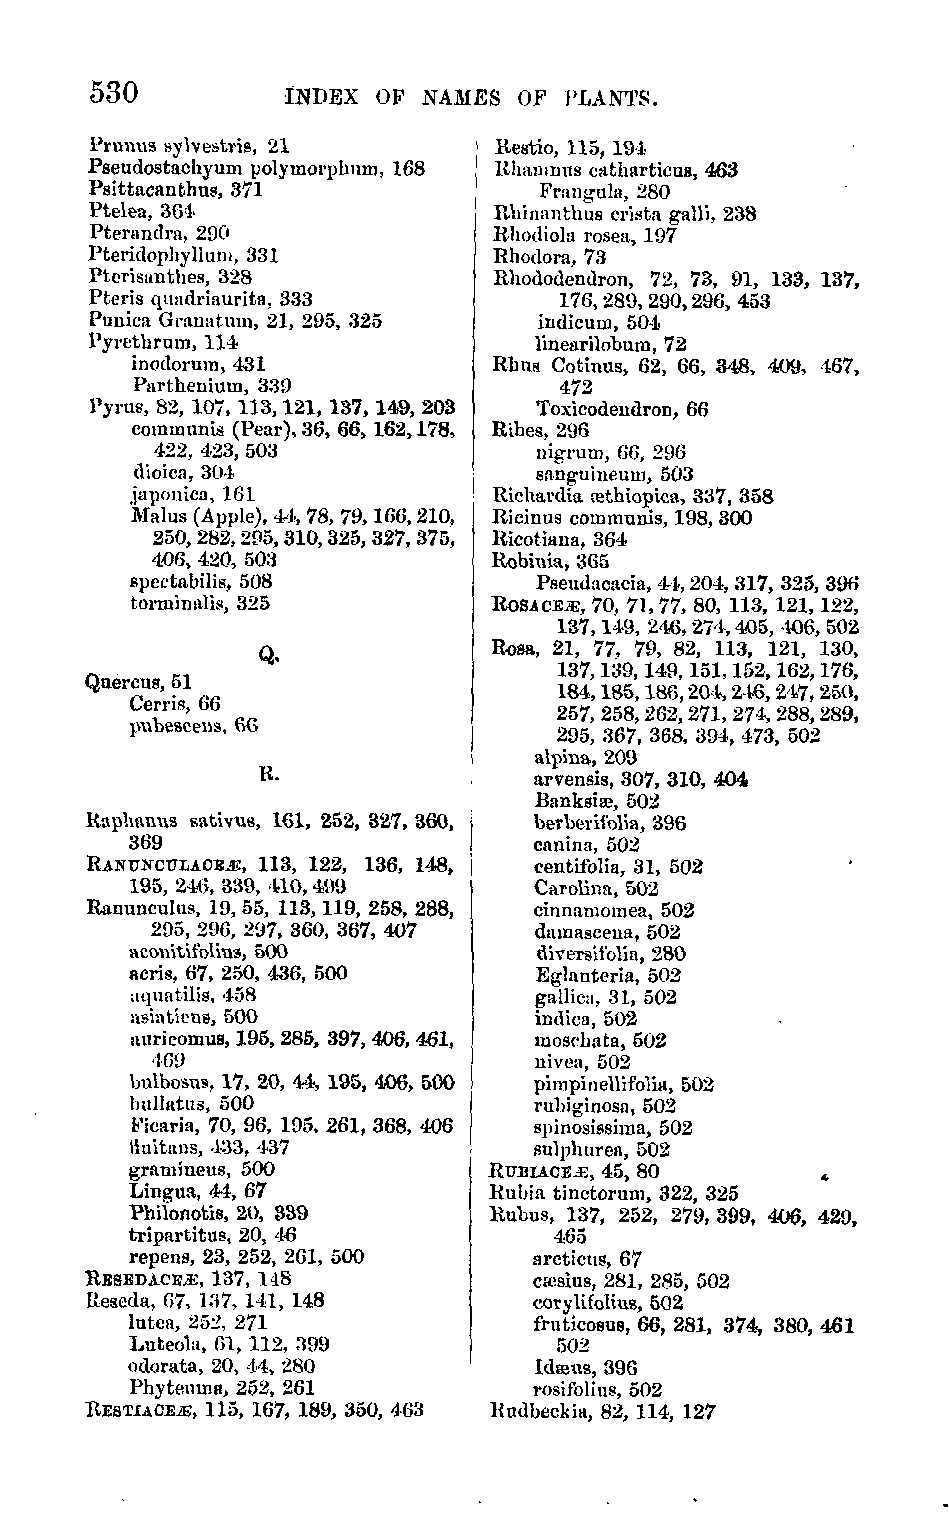 530
INDEX OF NAMES OF PLANTS.
Prunus sylvestris, 21
Pseudostachyum polymorphum, 168
Psittacanthus, 371
Ptelea, 364
Pterandra, 290
Pteridophyllum, 331
Pterisanthes, 328
Pteris quadriaurita, 333
Punica Granatum, 21, 295, 325
Pyrethrum, 114
inodorum, 431
Parthenium, 339
Pyrus, 82, 107, 113, 121, 137, 149, 203
communis (Pear), 36, 66, 162, 178,
422, 423, 503
dioica, 304
japonica, 161
Malus (Apple), 44, 78, 79, 166, 210,
250, 282, 295, 310, 325, 327, 375,
406, 420, 503
spectabilis, 508
torminalis, 325
Q.
Quercus, 51
Cerris, 66
pubescens, 66
R.
Raphanus sativus, 161, 252, 327, 360,
369
RANUNCULACEÆ, 113, 122, 136, 148,
195, 246, 339, 410, 499
Ranunculus, 19, 55, 113, 119, 258, 288,
295, 296, 297, 360, 367, 407
aconitifolius, 500
acris, 67, 250, 436, 500
aquatilis, 458
asiaticus, 500
auricomus, 195, 285, 397, 406, 461,
469
bulbosus, 17, 20, 44, 195, 406, 500
bullatus, 500
Ficaria, 70, 96, 195, 261, 368, 406
fluitans, 433, 437
gramineus, 500
Lingua, 44, 67
Philonotis, 20, 339
tripartitus, 20, 46
repens, 23, 252, 261, 500
RESEDACEÆ, 137, 148
Reseda, 67, 137, 141, 148
lutea, 252, 271
Luteola, 61, 112, 399
odorata, 20, 44, 280
Phyteuma, 252, 261
RESTIACEÆ, 115, 167, 189, 350, 463
Restio, 115, 194
Rhamnus catharticus, 463
Frangula, 280
Rhinanthus crista galli, 238
Rhodiola rosea, 197
Rhodora, 73
Rhododendron, 72, 73, 91, 133, 137,
176, 289, 290, 296, 453
indicum, 504
linearilobum, 72
Rhus Cotinus, 62, 66, 348, 409, 467,
472
Toxicodendron, 66
Ribes, 296
nigrum, 66, 296
sanguineum, 503
Richardia æthiopica, 337, 358
Ricinus communis, 198, 300
Ricotiana, 364
Robinia, 365
Pseudacacia, 44, 204, 317, 325, 396
ROSACEÆ, 70, 71, 77, 80, 113, 121, 122,
137, 149, 246, 274, 405, 406, 502
Rosa, 21, 77, 79, 82, 113, 121, 130,
137, 139, 149, 151, 152, 162, 176,
184, 185, 186, 204, 246, 247, 250,
257, 258, 262, 271, 274, 288, 289,
295, 367, 368, 394, 473, 502
alpina, 209
arvensis, 307, 310, 404
Banksiæ, 502
berberifolia, 396
canina, 502
centifolia, 31, 502
Carolina, 502
cinnamomea, 502
damascena, 502
diversifolia, 280
Eglanteria, 502
gallica, 31, 502
indica, 502
moschata, 502
nivea, 502
pimpinellifolia, 502
rubiginosa, 502
spinosissima, 502
sulphurea, 502
RUBIACEÆ, 45, 80
Rubia tinctorum, 322, 325
Rubus, 137, 252, 279, 399, 406, 420,
465
arcticus, 67
cæsius, 281, 285, 502
corylifolius, 502
fruticosus, 66, 281, 374, 380, 461
502
Idæus, 396
rosifolius, 502
Rudbeckia, 82, 114, 127